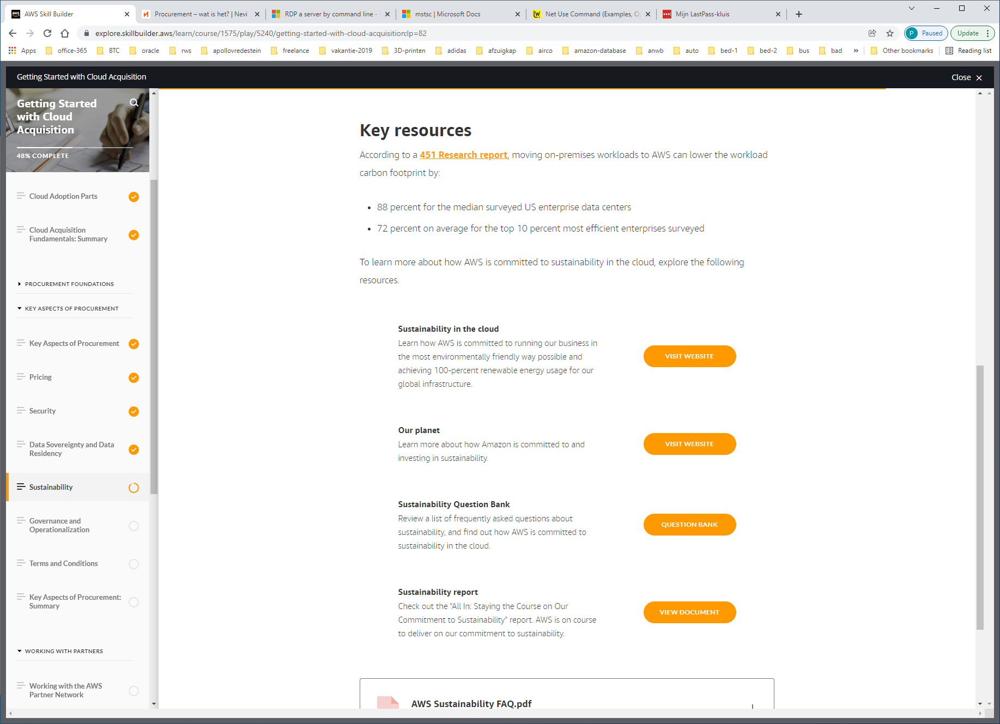 AWS Skill Builder
Procurement – wat is het? | Nevi
RDP a server by command line -
mstsc | Microsoft Docs
Net Use Command (Examples, O
Mijn LastPass-kluis
explore.skillbuilder.aws/learn/course/1575/play/5240/getting-started-with-cloud-acquisition;lp=82
P Paused
Update
Apps office-365 BTC oracle rws apollovredestein freelance vakantie-2019 3D-printen adidas afzuigkap airco amazon-database anwb auto bed-1 bed-2 bus bad » Other bookmarks Reading list
Getting Started with Cloud Acquisition
Close
Getting Started
with Cloud
Acquisition
48% COMPLETE
Cloud Adoption Parts
Cloud Acquisition
Fundamentals: Summary
PROCUREMENT FOUNDATIONS
KEY ASPECTS OF PROCUREMENT
Key Aspects of Procurement
Pricing
Security
Data Sovereignty and Data
Residency
Sustainability
Governance and
Operationalization
Terms and Conditions
Key Aspects of Procurement:
Summary
WORKING WITH PARTNERS
Working with the AWS
Partner Network
Key resources
According to a 451 Research report, moving on-premises workloads to AWS can lower the workload
carbon footprint by:
• 88 percent for the median surveyed US enterprise data centers
• 72 percent on average for the top 10 percent most efficient enterprises surveyed
To learn more about how AWS is committed to sustainability in the cloud, explore the following
resources.
Sustainability in the cloud
Learn how AWS is committed to running our business in
the most environmentally friendly way possible and
achieving 100-percent renewable energy usage for our
global infrastructure.
VISIT WEBSITE
Our planet
Learn more about how Amazon is committed to and
investing in sustainability.
VISIT WEBSITE
Sustainability Question Bank
Review a list of frequently asked questions about
sustainability, and find out how AWS is committed to
sustainability in the cloud.
QUESTION BANK
Sustainability report
Check out the "All In: Staying the Course on Our
Commitment to Sustainability" report. AWS is on course
to deliver on our commitment to sustainability.
VIEW DOCUMENT
AWS Sustainability FAQ.pdf